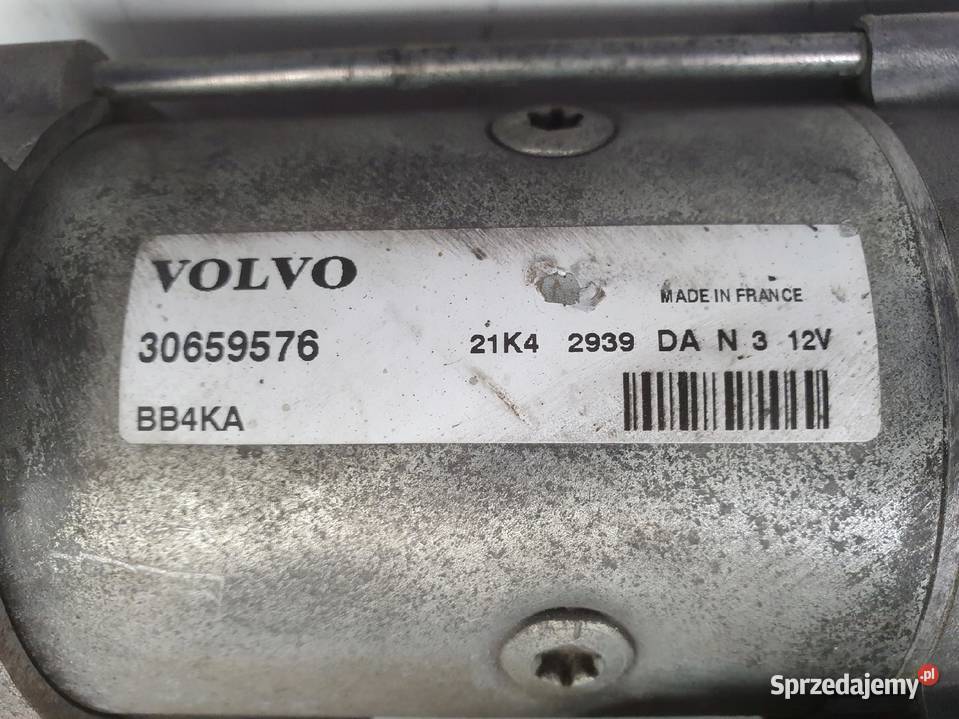 VOLVO
MADE IN FRANCE
30659576 21K4 2939 DA N 3 12V
BB4KA
Sprzedajemy.pl